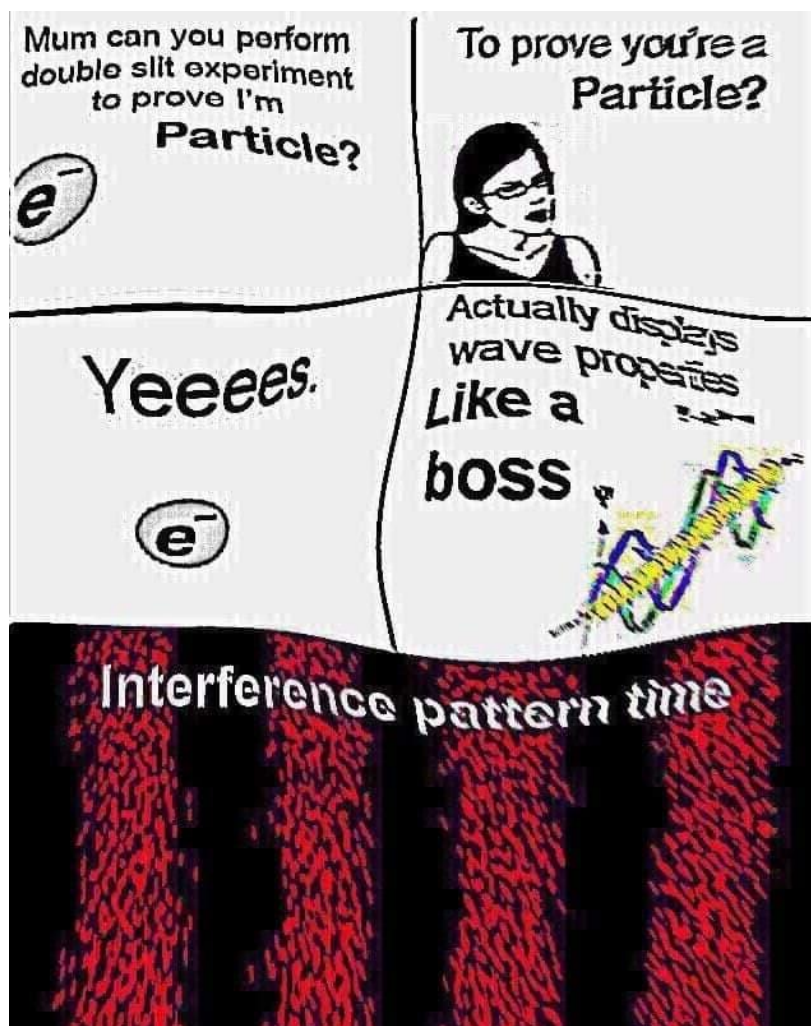 Mum can you perform
double slit experiment
to prove I'm
Particle?
e⁻
To prove you're a
Particle?
Yeeees.
e⁻
Actually displays
wave properties
Like a
boss
Interference pattern time